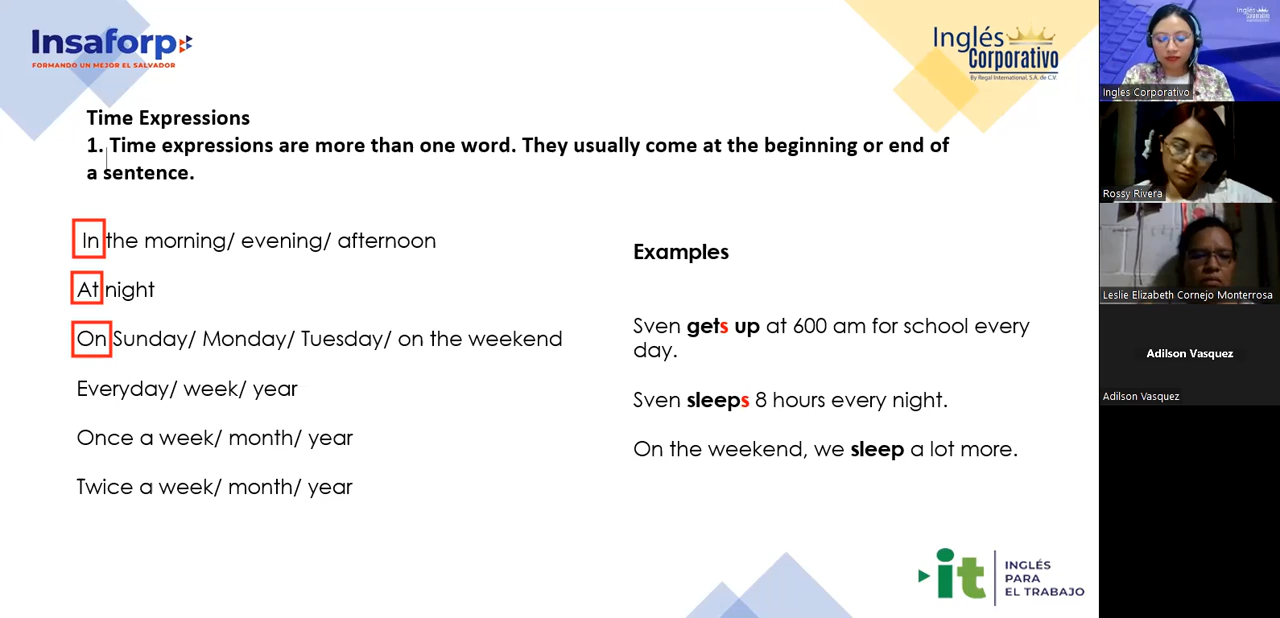 Insaforp
FORMANDO UN MEJOR EL SALVADOR
Inglés
Corporativo
By Regal International, S.A. de C.V.
Time Expressions
1. Time expressions are more than one word. They usually come at the beginning or end of
a sentence.
In the morning/ evening/ afternoon
At night
On Sunday/ Monday/ Tuesday/ on the weekend
Everyday/ week/ year
Once a week/ month/ year
Twice a week/ month/ year
Examples
Sven gets up at 600 am for school every
day.
Sven sleeps 8 hours every night.
On the weekend, we sleep a lot more.
it
INGLÉS
PARA
EL TRABAJO
Inglés
Corporativo
Ingles Corporativo
Rossy Rivera
Leslie Elizabeth Cornejo Monterrosa
Adilson Vasquez
Adilson Vasquez